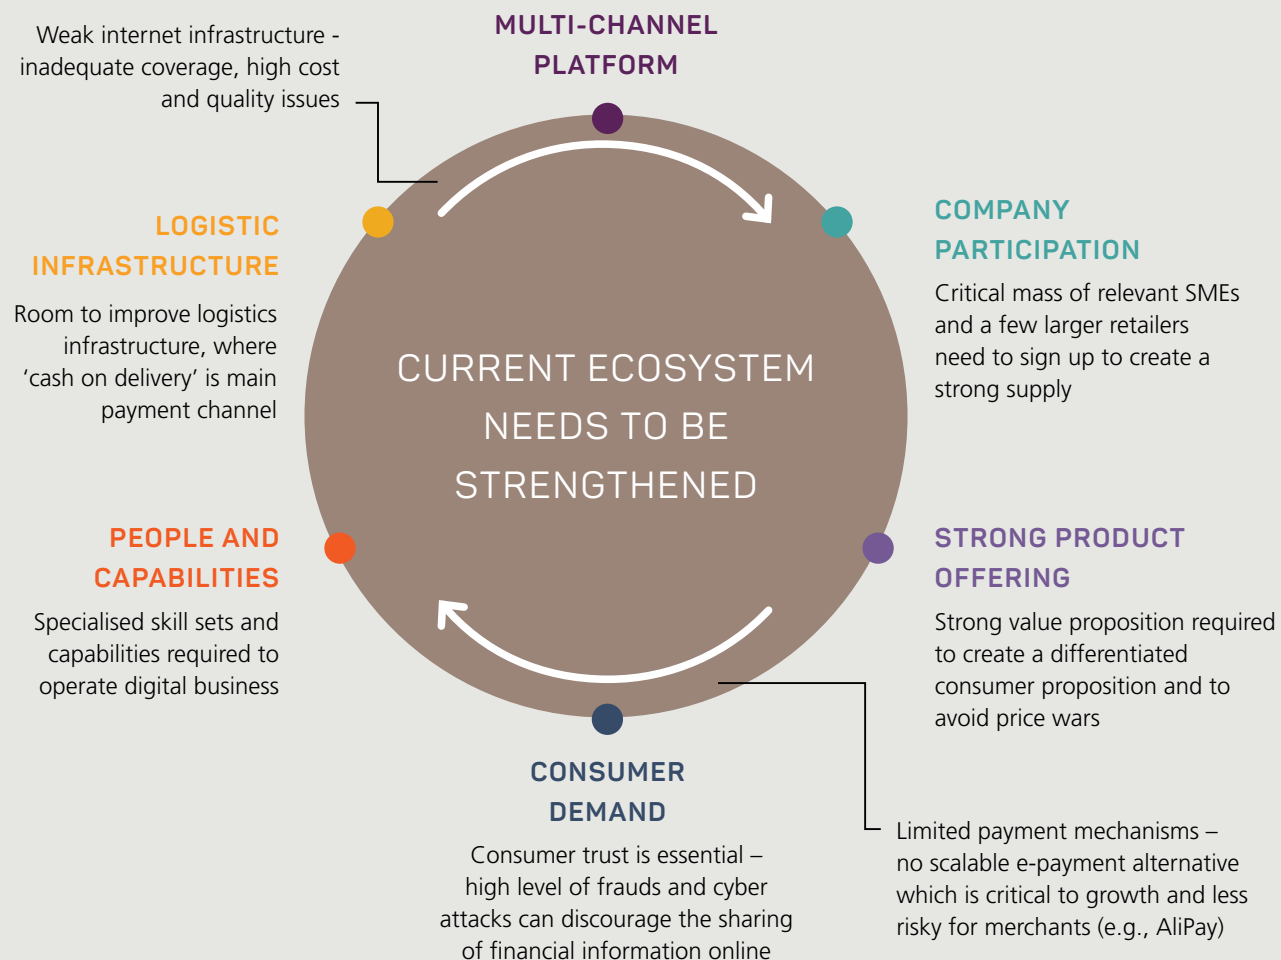 Weak internet infrastructure -
inadequate coverage, high cost
and quality issues
MULTI-CHANNEL
PLATFORM
COMPANY
PARTICIPATION
Critical mass of relevant SMEs
and a few larger retailers
need to sign up to create a
strong supply
LOGISTIC
INFRASTRUCTURE
Room to improve logistics
infrastructure, where
‘cash on delivery’ is main
payment channel
CURRENT ECOSYSTEM
NEEDS TO BE
STRENGTHENED
PEOPLE AND
CAPABILITIES
Specialised skill sets and
capabilities required to
operate digital business
STRONG PRODUCT
OFFERING
Strong value proposition required
to create a differentiated
consumer proposition and to
avoid price wars
CONSUMER
DEMAND
Consumer trust is essential –
high level of frauds and cyber
attacks can discourage the sharing
of financial information online
Limited payment mechanisms –
no scalable e-payment alternative
which is critical to growth and less
risky for merchants (e.g., AliPay)